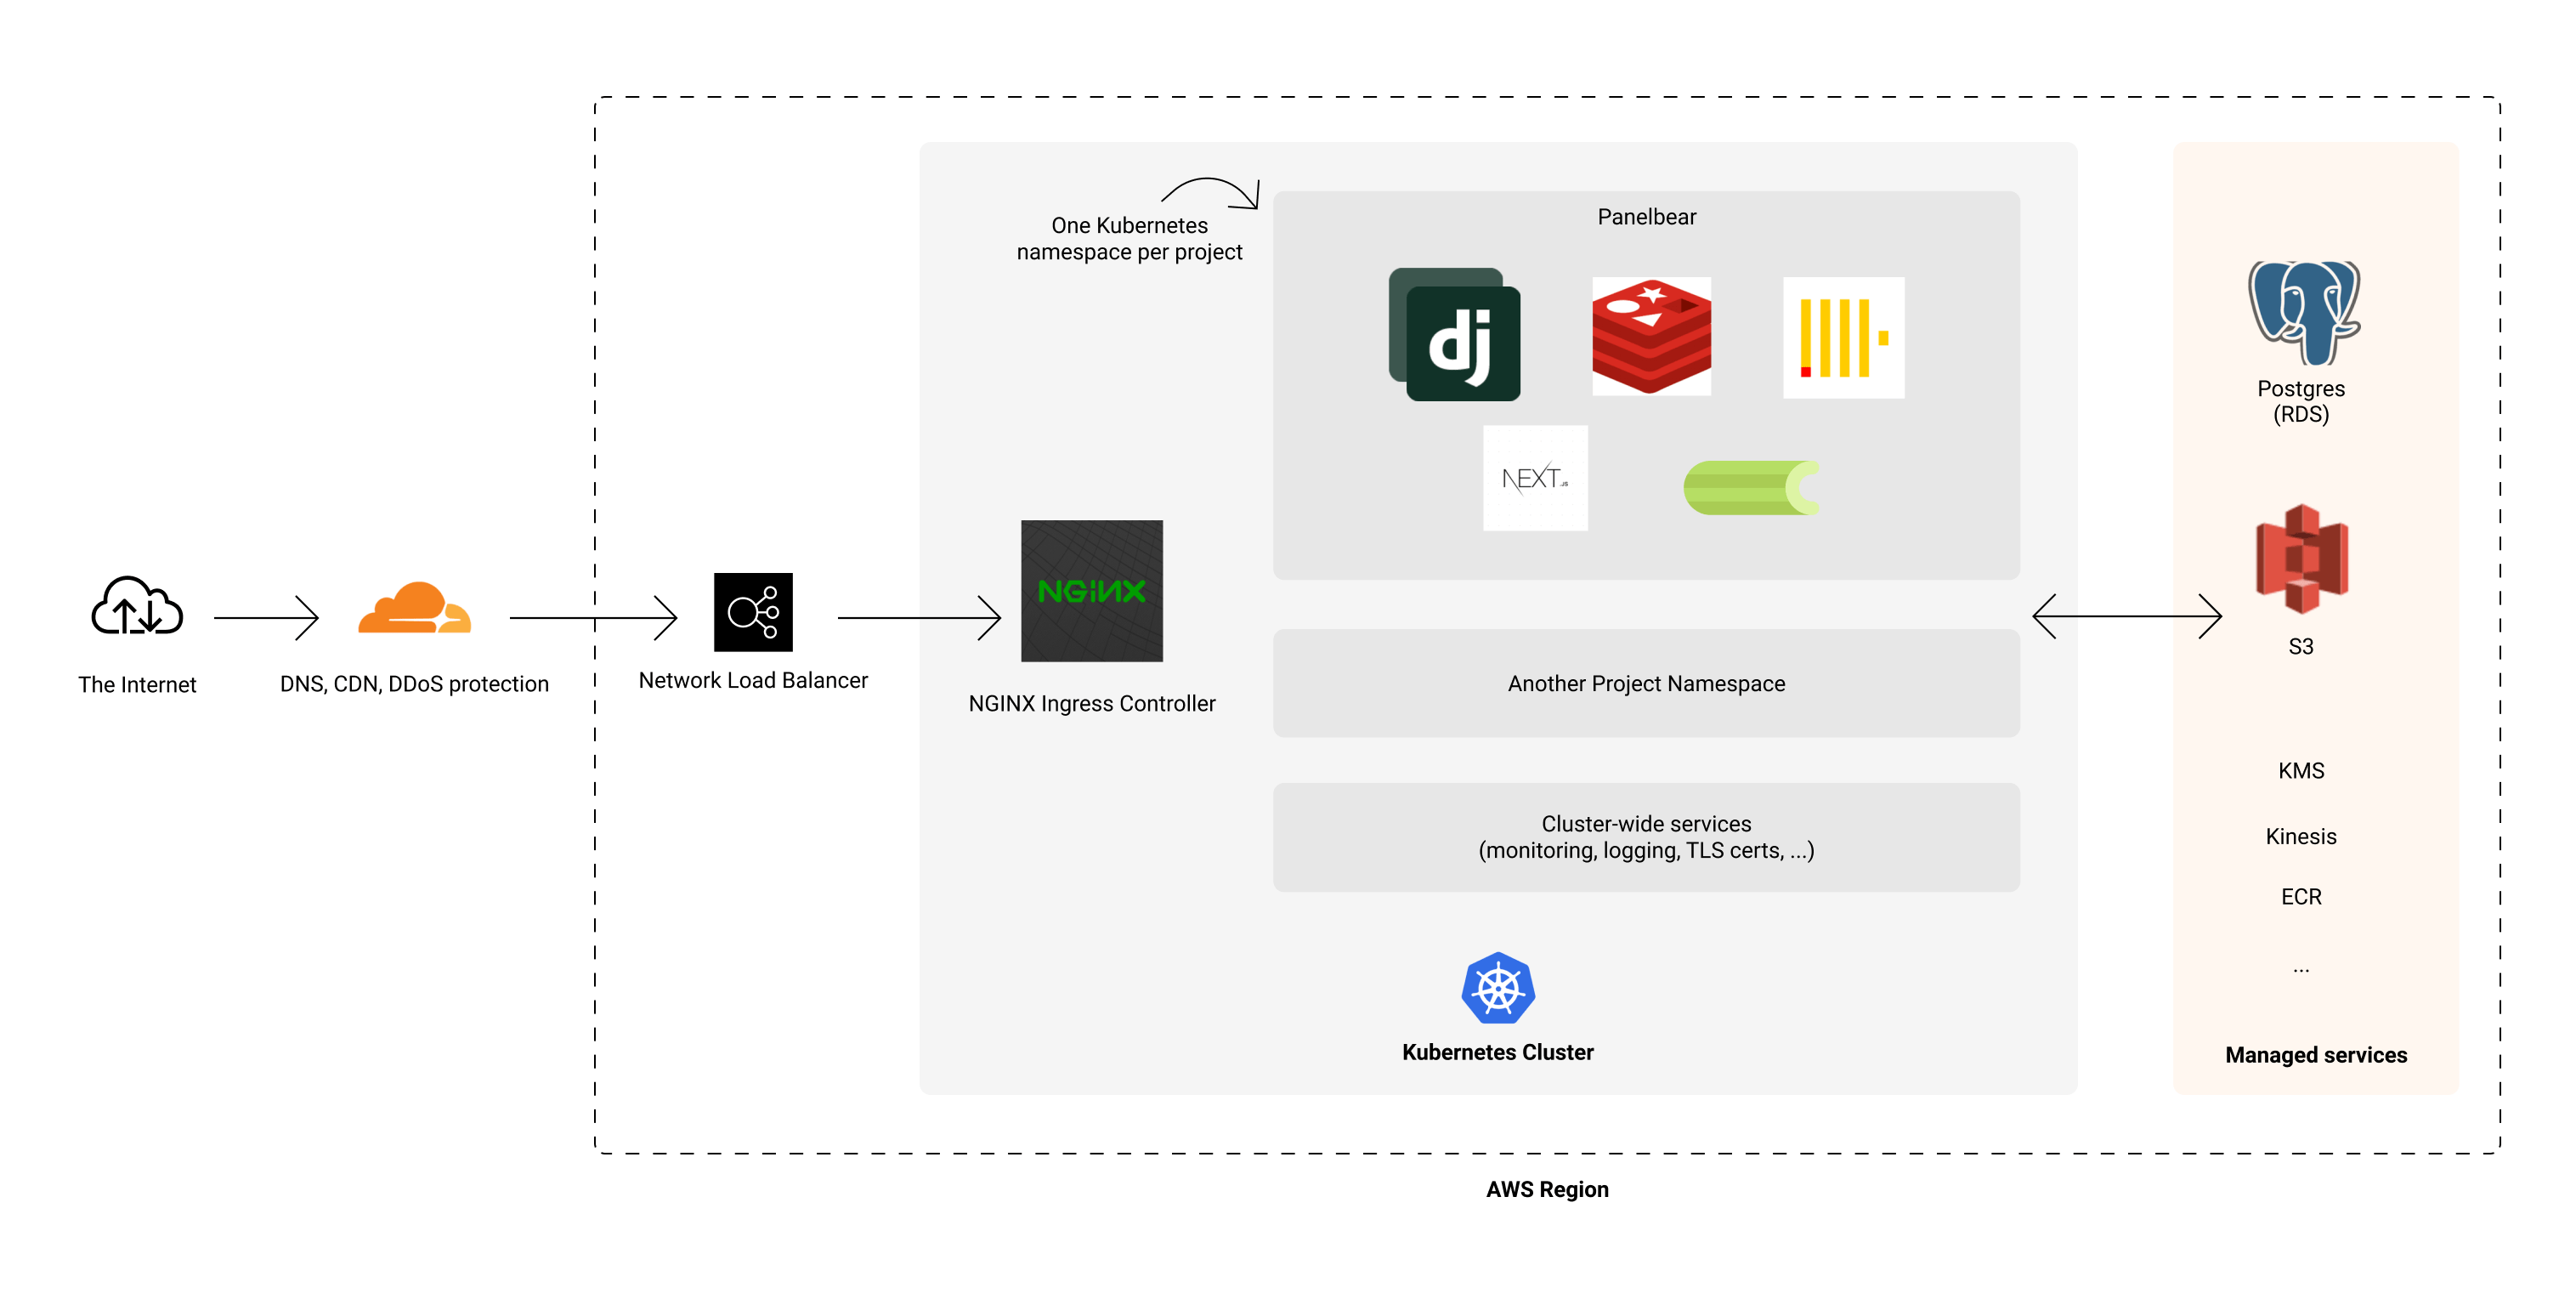 One Kubernetes
namespace per project
Panelbear
dj
NEXT.JS
Postgres
(RDS)
NGINX
The Internet
DNS, CDN, DDoS protection
Network Load Balancer
NGINX Ingress Controller
Another Project Namespace
S3
Cluster-wide services
(monitoring, logging, TLS certs, ...)
KMS
Kinesis
ECR
...
Kubernetes Cluster
Managed services
AWS Region